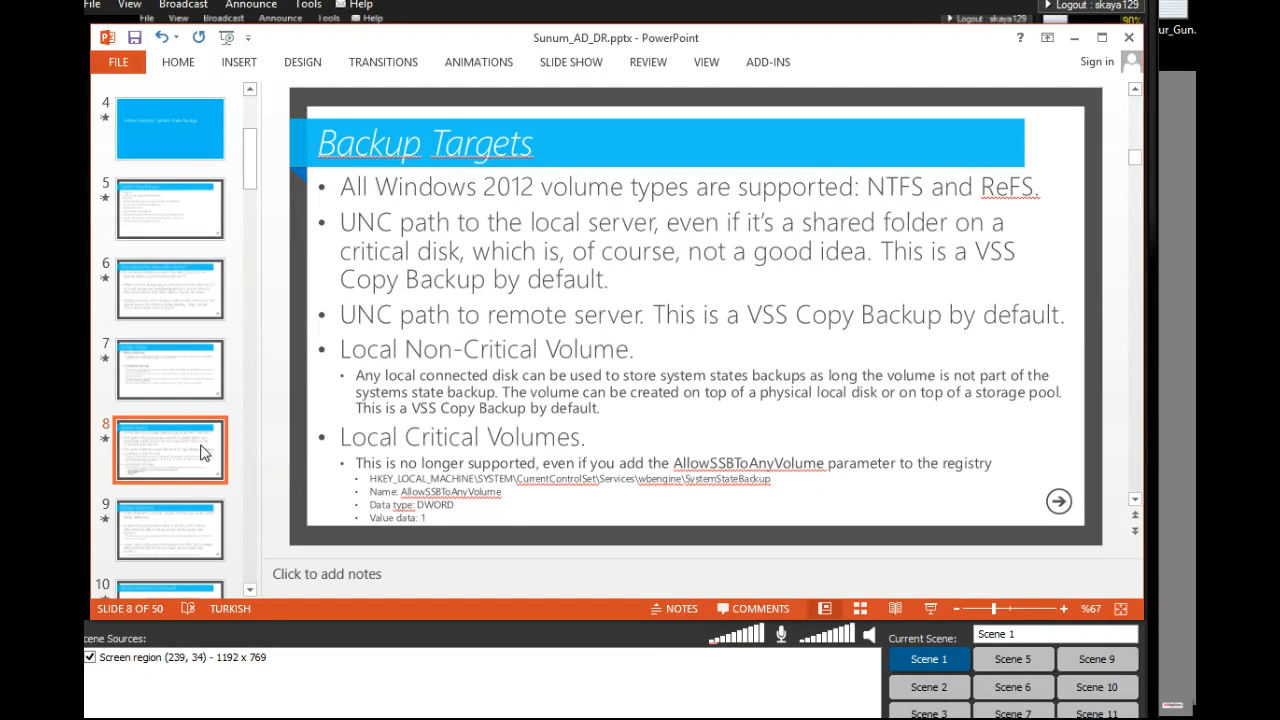 View Broadcast Announce Tools Help
Logout : skaya129
File View Broadcast Announce Tools Help
Logout : skaya129
90%
ur_Gun.
Sunum_AD_DR.pptx - PowerPoint
FILE HOME INSERT DESIGN TRANSITIONS ANIMATIONS SLIDE SHOW REVIEW VIEW ADD-INS Sign in
4
5
6
7
8
9
10
Backup Targets
• All Windows 2012 volume types are supported: NTFS and ReFS.
• UNC path to the local server, even if it's a shared folder on a
critical disk, which is, of course, not a good idea. This is a VSS
Copy Backup by default.
• UNC path to remote server. This is a VSS Copy Backup by default.
• Local Non-Critical Volume.
• Any local connected disk can be used to store system states backups as long the volume is not part of the
systems state backup. The volume can be created on top of a physical local disk or on top of a storage pool.
This is a VSS Copy Backup by default.
• Local Critical Volumes.
• This is no longer supported, even if you add the AllowSSBToAnyVolume parameter to the registry
• HKEY_LOCAL_MACHINE\SYSTEM\CurrentControlSet\Services\wbengine\SystemStateBackup
• Name: AllowSSBToAnyVolume
• Data type: DWORD
• Value data: 1
Click to add notes
SLIDE 8 OF 50 TURKISH NOTES COMMENTS %67
cene Sources:
Screen region (239, 34) - 1192 x 769
Current Scene: Scene 1
Scene 1 Scene 5 Scene 9
Scene 2 Scene 6 Scene 10
Scene 3 Scene 7 Scene 11